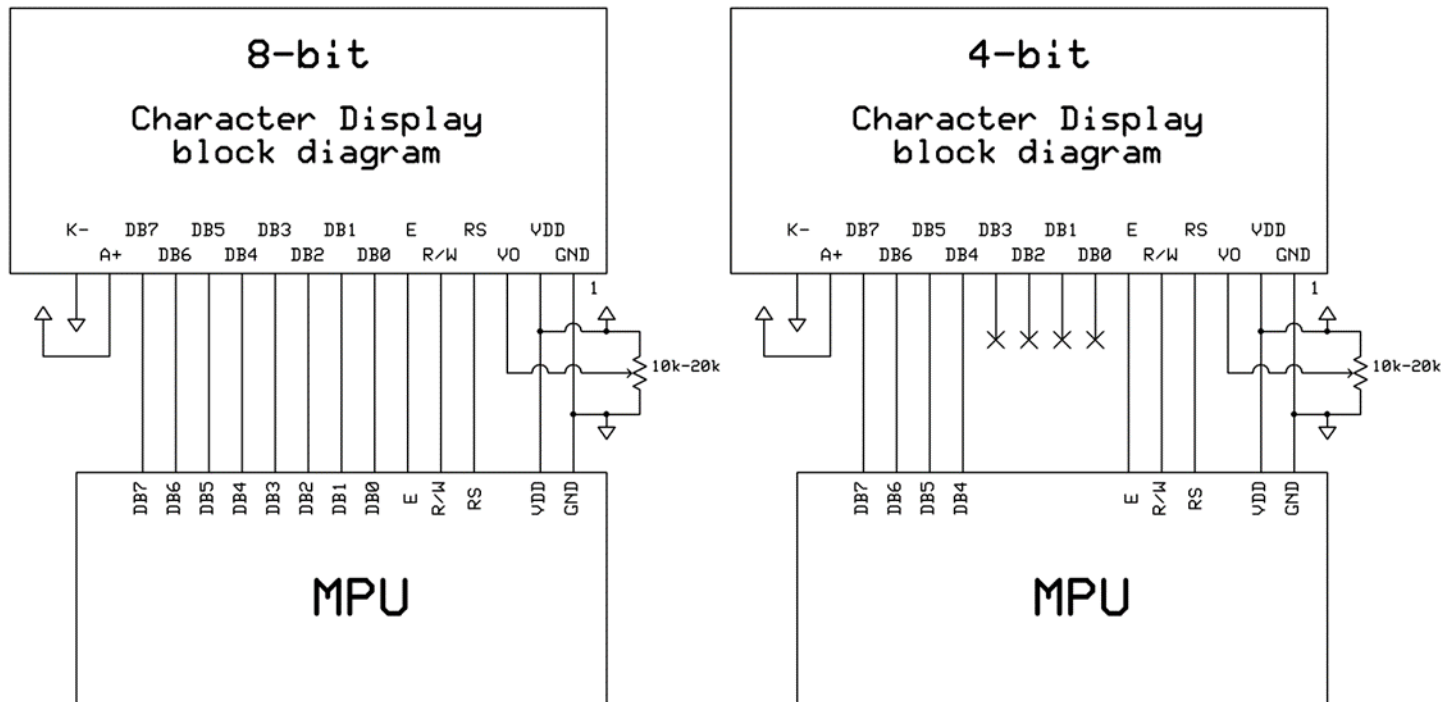 8-bit
Character Display
block diagram
K- DB7 DB5 DB3 DB1 E RS VDD
A+ DB6 DB4 DB2 DB0 R/W VO GND
1
10k-20k
DB7 DB6 DB5 DB4 DB3 DB2 DB1 DB0 E R/W RS VDD GND
MPU
4-bit
Character Display
block diagram
K- DB7 DB5 DB3 DB1 E RS VDD
A+ DB6 DB4 DB2 DB0 R/W VO GND
1
10k-20k
DB7 DB6 DB5 DB4 E R/W RS VDD GND
MPU